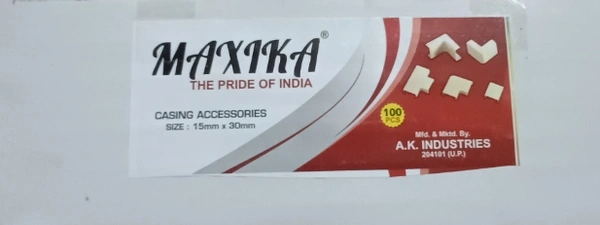 MAXIKA®
THE PRIDE OF INDIA
CASING ACCESSORIES
SIZE : 15mm x 30mm
100
PCS
Mfd. & Mktd. By.
A.K. INDUSTRIES
204101 (U.P.)